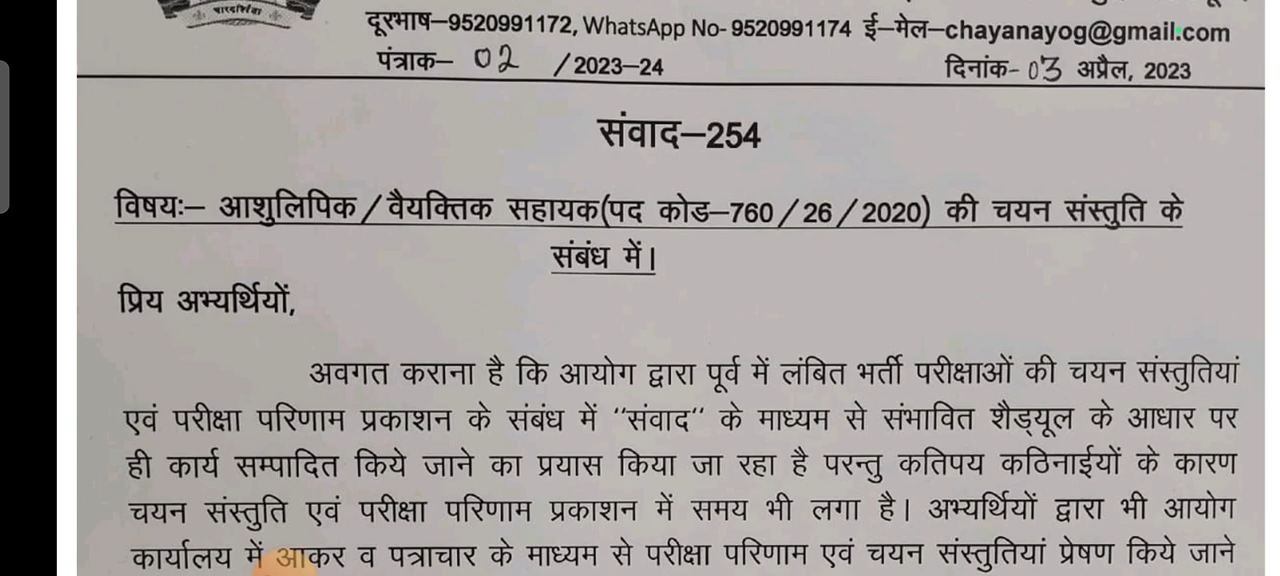 पारदर्शिता
दूरभाष–9520991172, WhatsApp No- 9520991174 ई–मेल–chayanayog@gmail.com
पंत्राक– 02 /2023–24 दिनांक- 03 अप्रैल, 2023
संवाद–254
विषयः– आशुलिपिक/वैयक्तिक सहायक(पद कोड–760/26/2020) की चयन संस्तुति के
संबंध में।
प्रिय अभ्यर्थियों,
अवगत कराना है कि आयोग द्वारा पूर्व में लंबित भर्ती परीक्षाओं की चयन संस्तुतियां
एवं परीक्षा परिणाम प्रकाशन के संबंध में "संवाद" के माध्यम से संभावित शैड्यूल के आधार पर
ही कार्य सम्पादित किये जाने का प्रयास किया जा रहा है परन्तु कतिपय कठिनाईयों के कारण
चयन संस्तुति एवं परीक्षा परिणाम प्रकाशन में समय भी लगा है। अभ्यर्थियों द्वारा भी आयोग
कार्यालय में आकर व पत्राचार के माध्यम से परीक्षा परिणाम एवं चयन संस्तुतियां प्रेषण किये जाने